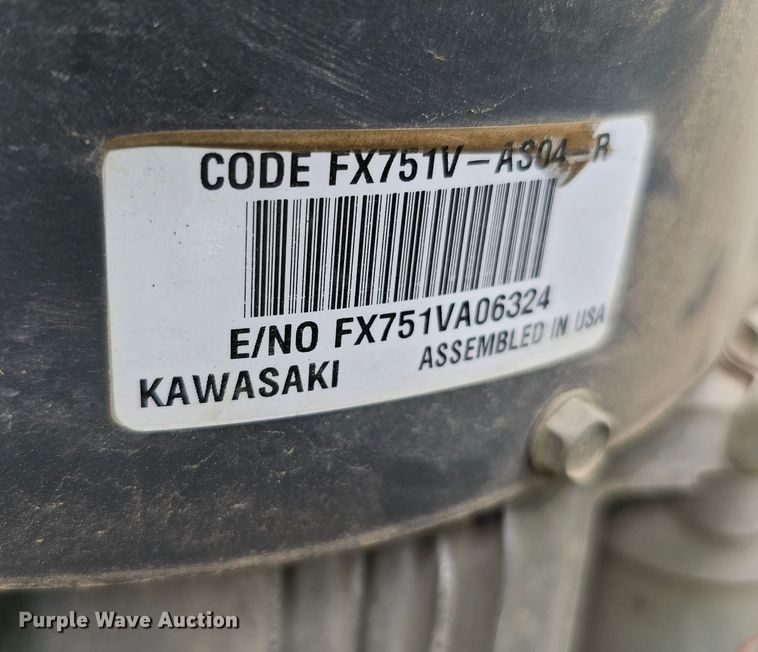 CODE FX751V-AS04-R
E/NO FX751VA06324
KAWASAKI ASSEMBLED IN USA
Purple Wave Auction